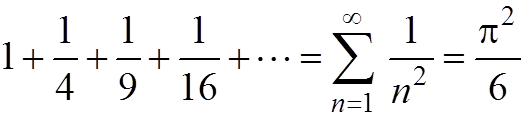 1 + 1/4 + 1/9 + 1/16 + ⋯ = ∑_{n=1}^{∞} 1/n² = π²/6